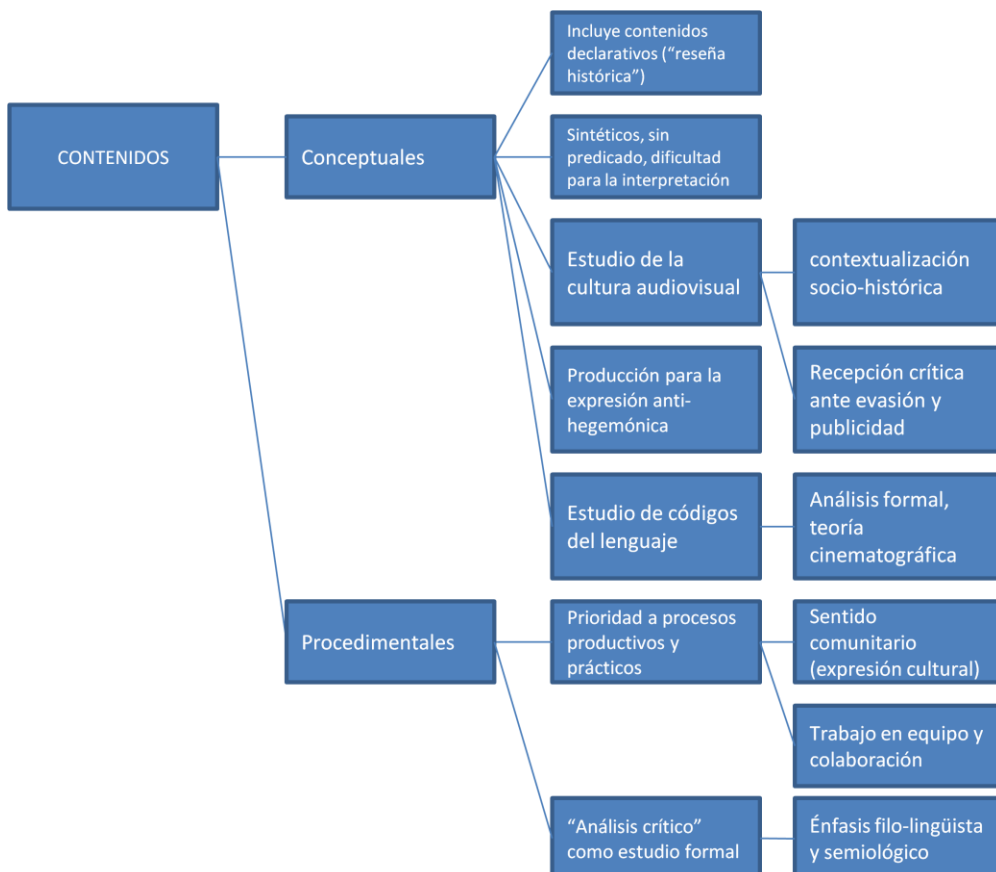 CONTENIDOS
Conceptuales
Incluye contenidos
declarativos (“reseña
histórica”)
Sintéticos, sin
predicado, dificultad
para la interpretación
Estudio de la
cultura audiovisual
contextualización
socio-histórica
Recepción crítica
ante evasión y
publicidad
Producción para la
expresión anti-
hegemónica
Estudio de códigos
del lenguaje
Análisis formal,
teoría
cinematográfica
Procedimentales
Prioridad a procesos
productivos y
prácticos
Sentido
comunitario
(expresión cultural)
Trabajo en equipo y
colaboración
“Análisis crítico”
como estudio formal
Énfasis filo-lingüista
y semiológico